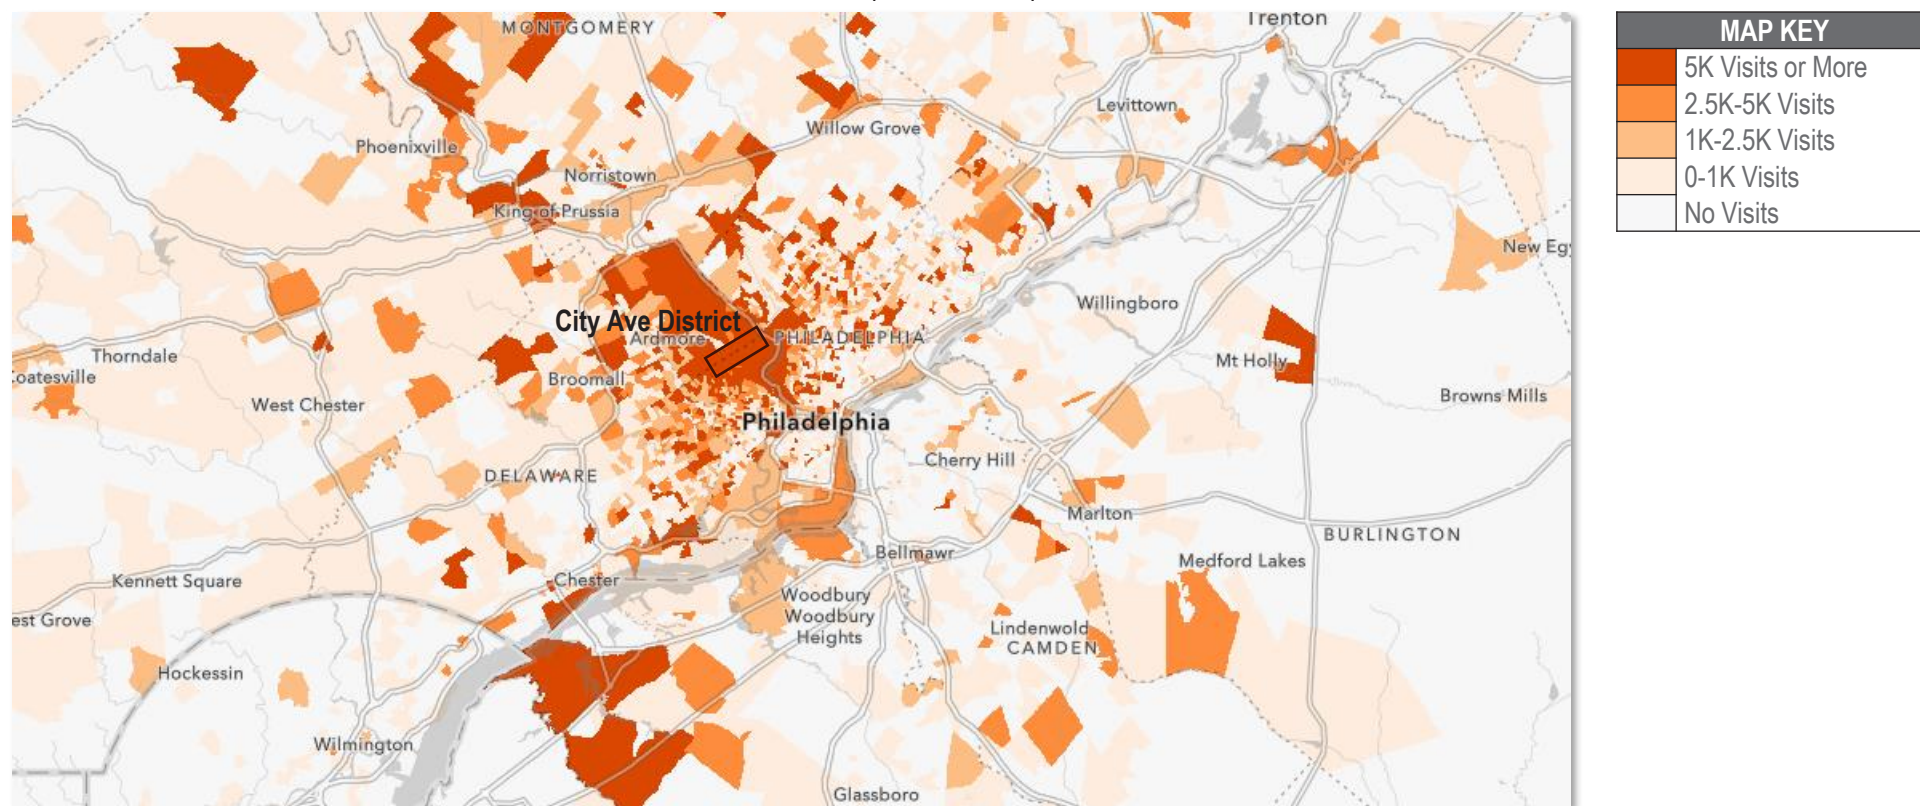 MONTGOMERY
Trenton
Levittown
Willow Grove
Phoenixville
Norristown
King of Prussia
New Eg
Willingboro
City Ave District
Ardmore
PHILADELPHIA
Thorndale
Mt Holly
oatesville
Broomall
West Chester
Browns Mills
Philadelphia
Cherry Hill
DELAWARE
Marlton
BURLINGTON
Bellmawr
Medford Lakes
Kennett Square
Chester
Woodbury
Woodbury
Heights
est Grove
Lindenwold
CAMDEN
Hockessin
Wilmington
Glassboro
MAP KEY
5K Visits or More
2.5K-5K Visits
1K-2.5K Visits
0-1K Visits
No Visits